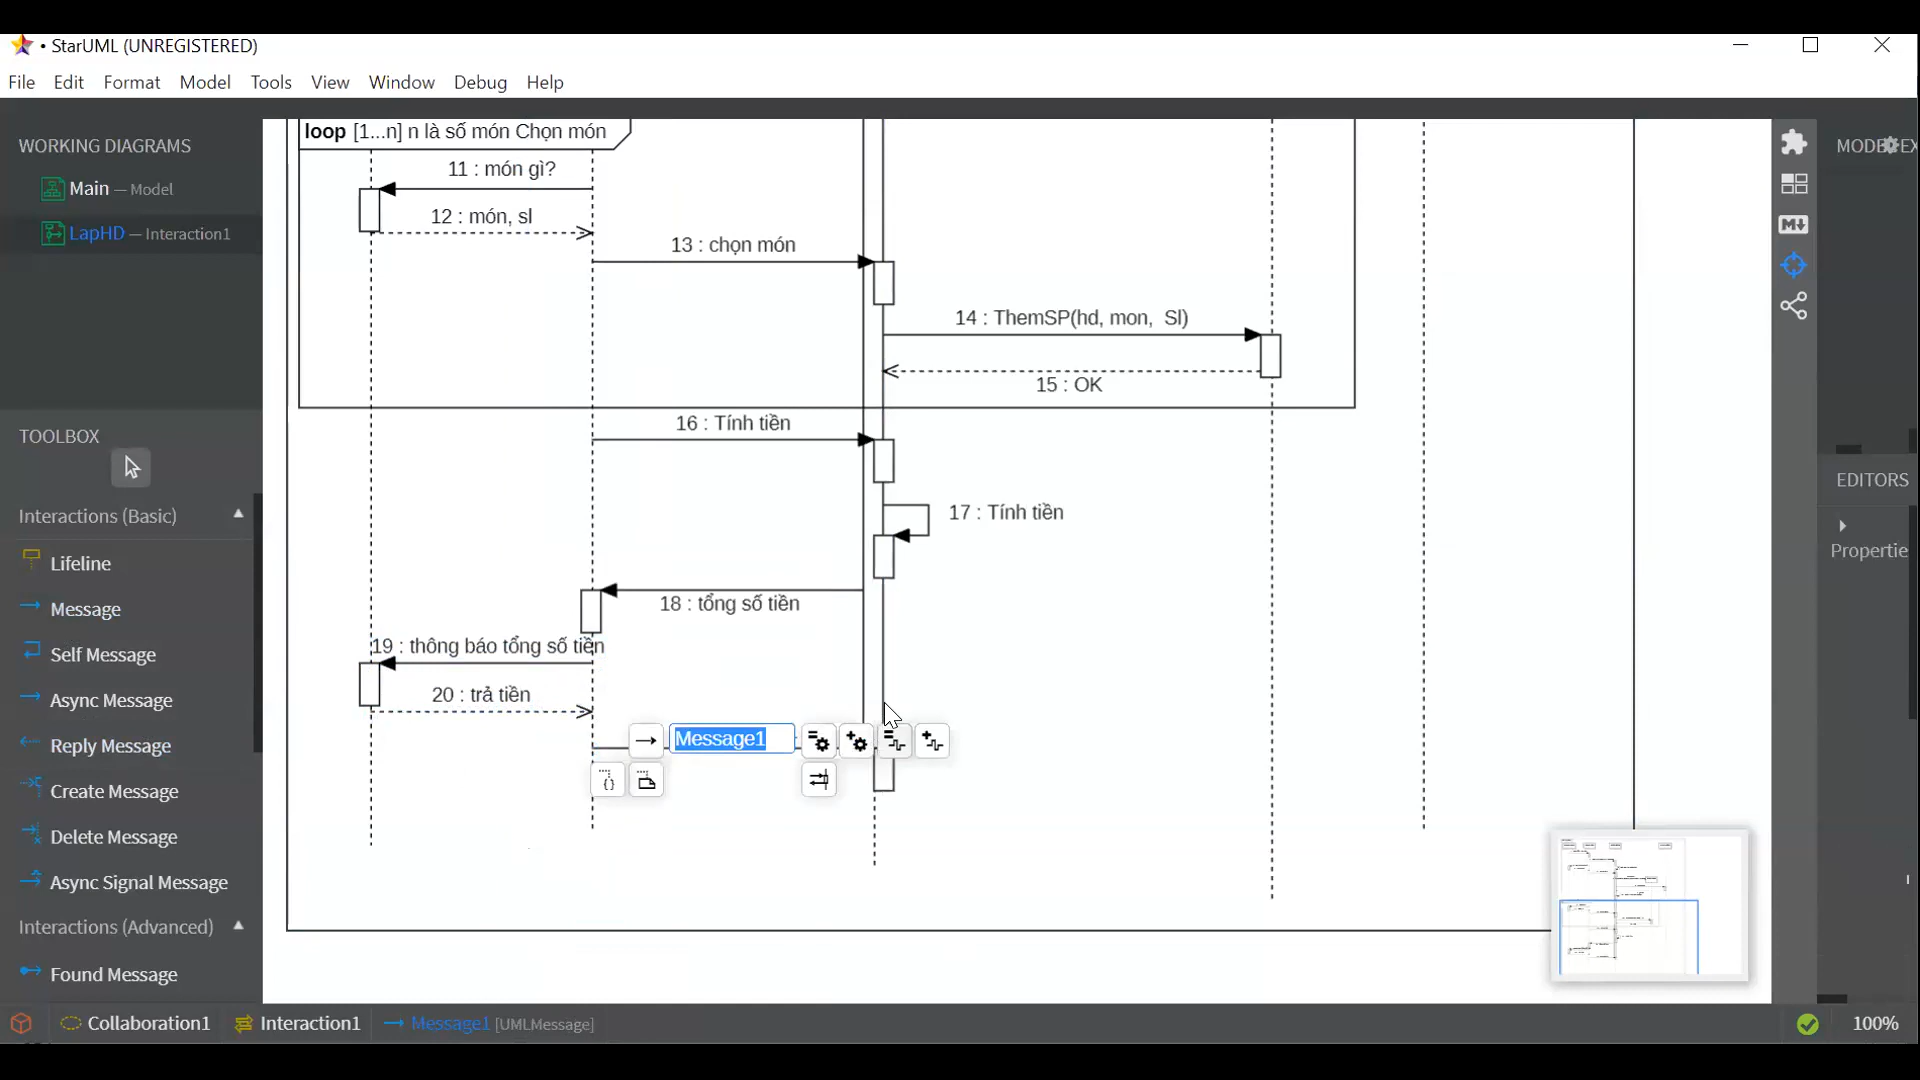 • StarUML (UNREGISTERED)
File Edit Format Model Tools View Window Debug Help
WORKING DIAGRAMS
Main — Model
LapHD — Interaction1
TOOLBOX
Interactions (Basic)
Lifeline
Message
Self Message
Async Message
Reply Message
Create Message
Delete Message
Async Signal Message
Interactions (Advanced)
Found Message
loop [1...n] n là số món Chọn món
11 : món gì?
12 : món, sl
13 : chọn món
14 : ThemSP(hd, mon, Sl)
15 : OK
16 : Tính tiền
17 : Tính tiền
18 : tổng số tiền
19 : thông báo tổng số tiền
20 : trả tiền
Message1
EDITORS
Propertie
Collaboration1 Interaction1 Message1 [UMLMessage]
100%